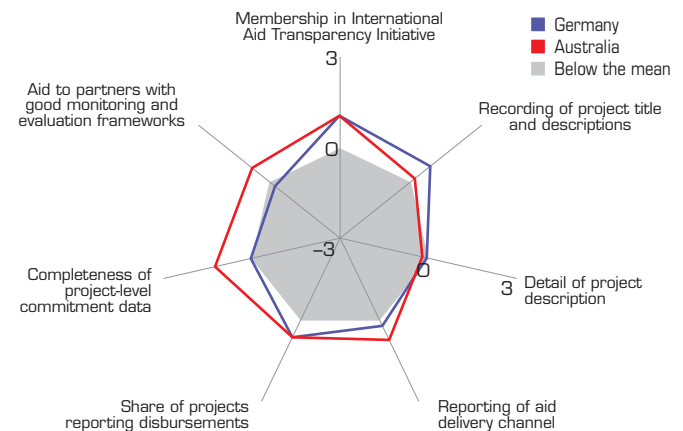 Membership in International
Aid Transparency Initiative
3
Germany
Australia
Below the mean
Aid to partners with
good monitoring and
evaluation frameworks
Recording of project title
and descriptions
0
–3
0
Completeness of
project-level
commitment data
3
Detail of project
description
Share of projects
reporting disbursements
Reporting of aid
delivery channel